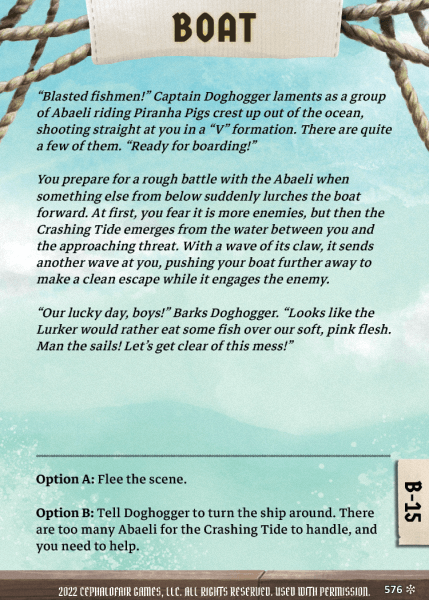 BOAT
“Blasted fishmen!” Captain Doghogger laments as a group
of Abaeli riding Piranha Pigs crest up out of the ocean,
shooting straight at you in a “V” formation. There are quite
a few of them. “Ready for boarding!”
You prepare for a rough battle with the Abaeli when
something else from below suddenly lurches the boat
forward. At first, you fear it is more enemies, but then the
Crashing Tide emerges from the water between you and
the approaching threat. With a wave of its claw, it sends
another wave at you, pushing your boat further away to
make a clean escape while it engages the enemy.
“Our lucky day, boys!” Barks Doghogger. “Looks like the
Lurker would rather eat some fish over our soft, pink flesh.
Man the sails! Let’s get clear of this mess!”
Option A: Flee the scene.
Option B: Tell Doghogger to turn the ship around. There
are too many Abaeli for the Crashing Tide to handle, and
you need to help.
B-15
2022 CEPHALOFAIR GAMES, LLC. ALL RIGHTS RESERVED. USED WITH PERMISSION.
576